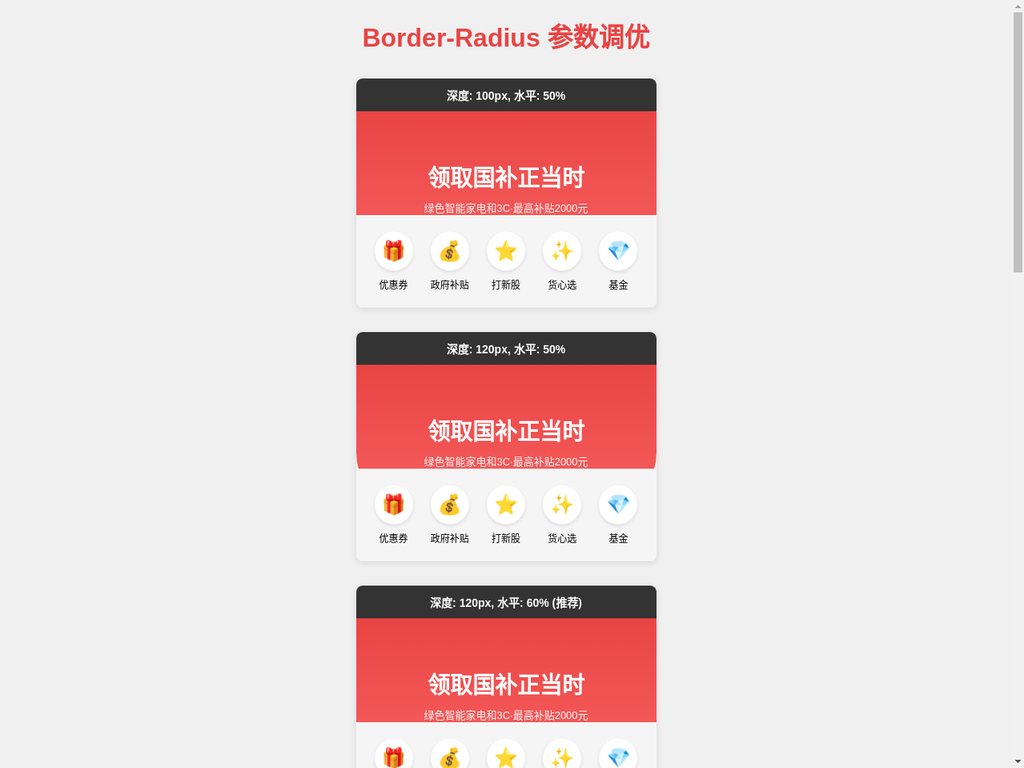 Border-Radius 参数调优
深度: 100px, 水平: 50%
领取国补正当时
绿色智能家电和3C·最高补贴2000元
优惠券 政府补贴 打新股 货心选 基金
深度: 120px, 水平: 50%
领取国补正当时
绿色智能家电和3C·最高补贴2000元
优惠券 政府补贴 打新股 货心选 基金
深度: 120px, 水平: 60% (推荐)
领取国补正当时
绿色智能家电和3C·最高补贴2000元